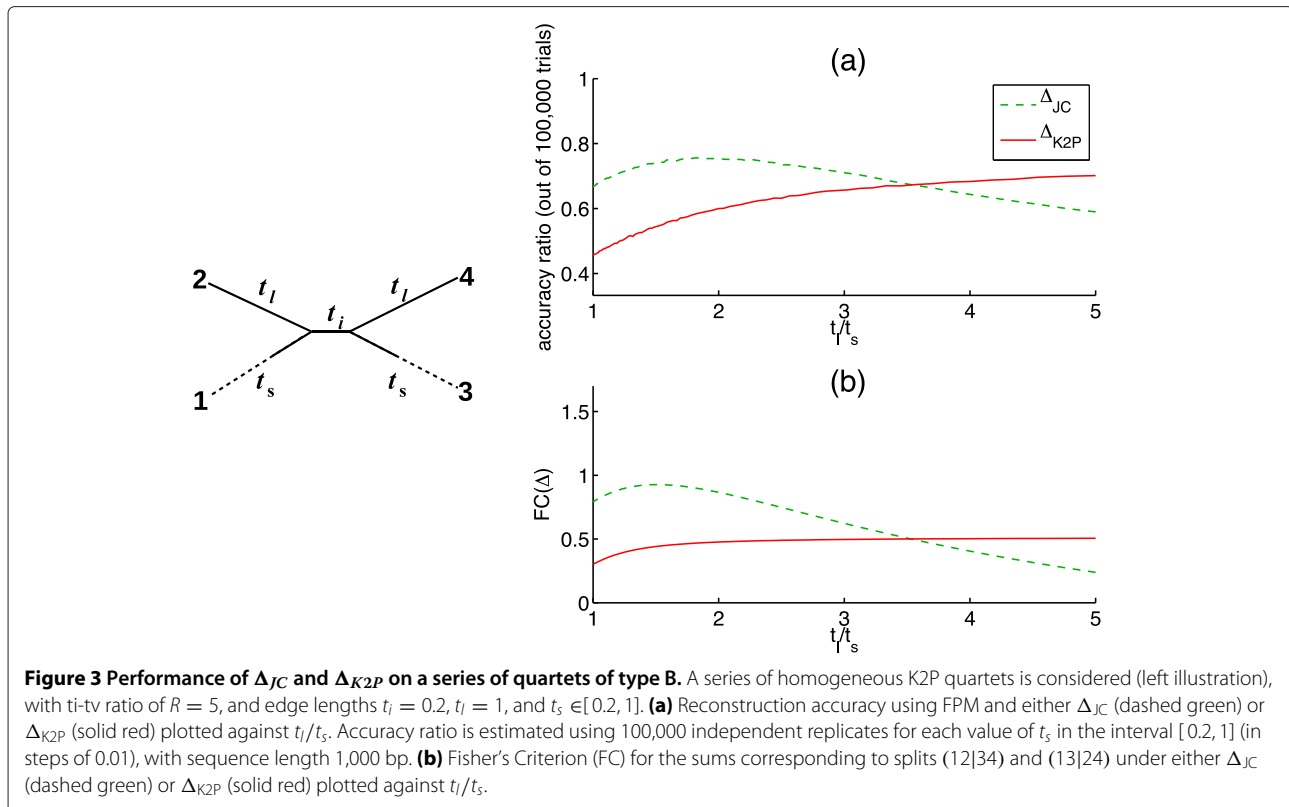 (a)
accuracy ratio (out of 100,000 trials)
1
0.8
0.6
0.4
1 2 3 4 5
t_l/t_s
Δ_JC
Δ_K2P
2
4
t_l
t_l
t_i
1
3
t_s
t_s
(b)
FC(Δ)
1.5
1
0.5
0
1 2 3 4 5
t_l/t_s
Figure 3 Performance of Δ_JC and Δ_K2P on a series of quartets of type B. A series of homogeneous K2P quartets is considered (left illustration),
with ti-tv ratio of R = 5, and edge lengths t_i = 0.2, t_l = 1, and t_s ∈[ 0.2, 1]. (a) Reconstruction accuracy using FPM and either Δ_JC (dashed green) or
Δ_K2P (solid red) plotted against t_l/t_s. Accuracy ratio is estimated using 100,000 independent replicates for each value of t_s in the interval [ 0.2, 1] (in
steps of 0.01), with sequence length 1,000 bp. (b) Fisher's Criterion (FC) for the sums corresponding to splits (12|34) and (13|24) under either Δ_JC
(dashed green) or Δ_K2P (solid red) plotted against t_l/t_s.